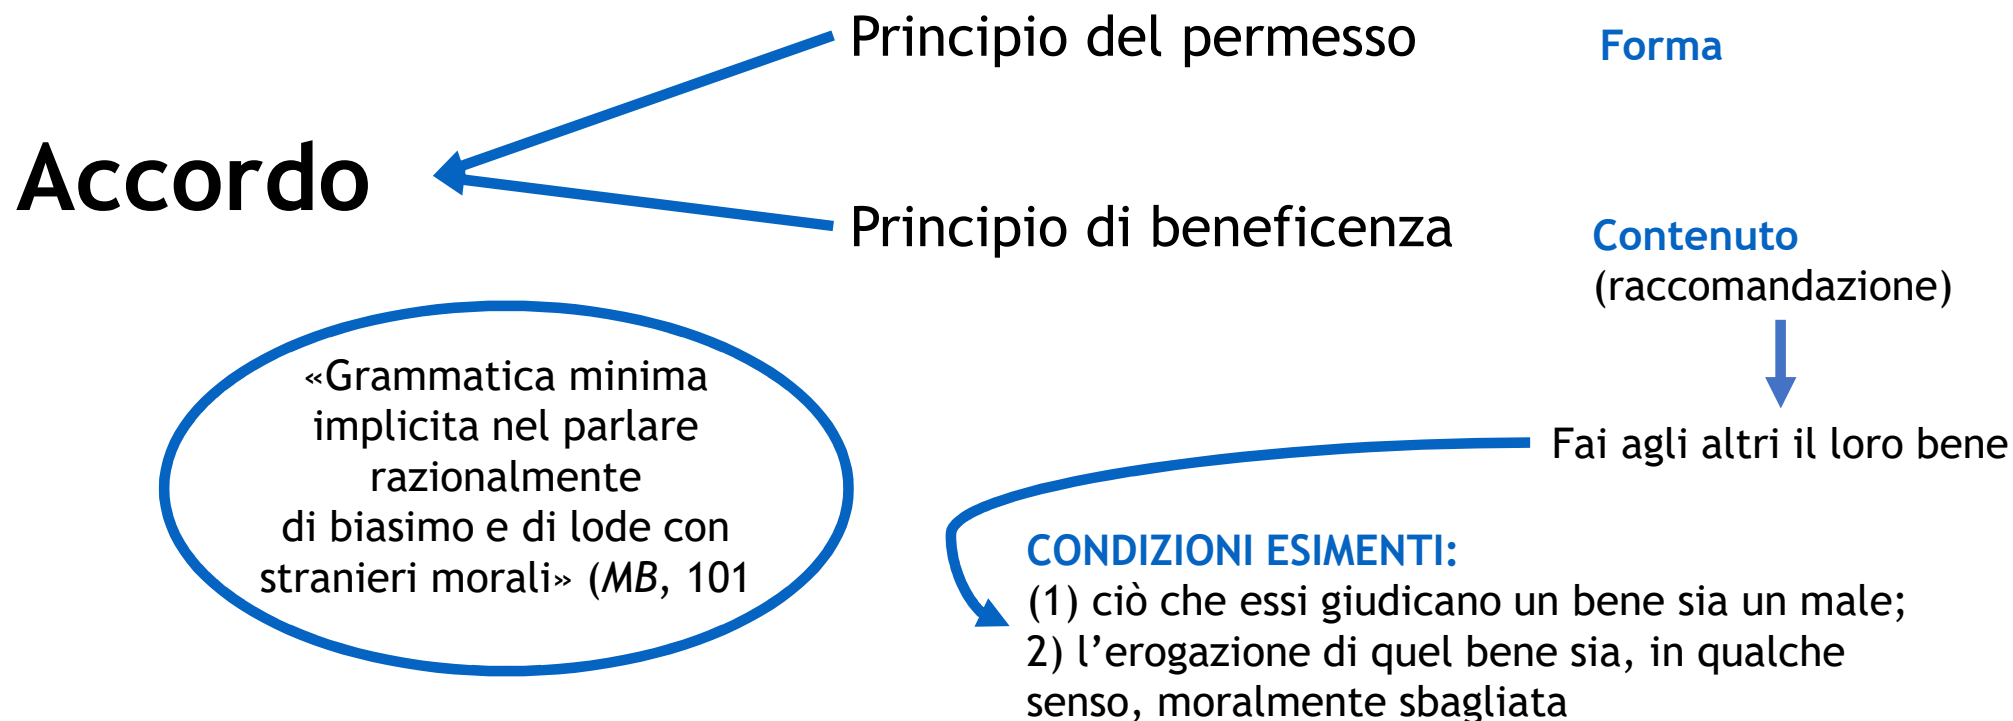 Principio del permesso
Forma
Accordo
Principio di beneficenza
Contenuto
(raccomandazione)
«Grammatica minima
implicita nel parlare
razionalmente
di biasimo e di lode con
stranieri morali» (MB, 101
Fai agli altri il loro bene
CONDIZIONI ESIMENTI:
(1) ciò che essi giudicano un bene sia un male;
2) l’erogazione di quel bene sia, in qualche
senso, moralmente sbagliata